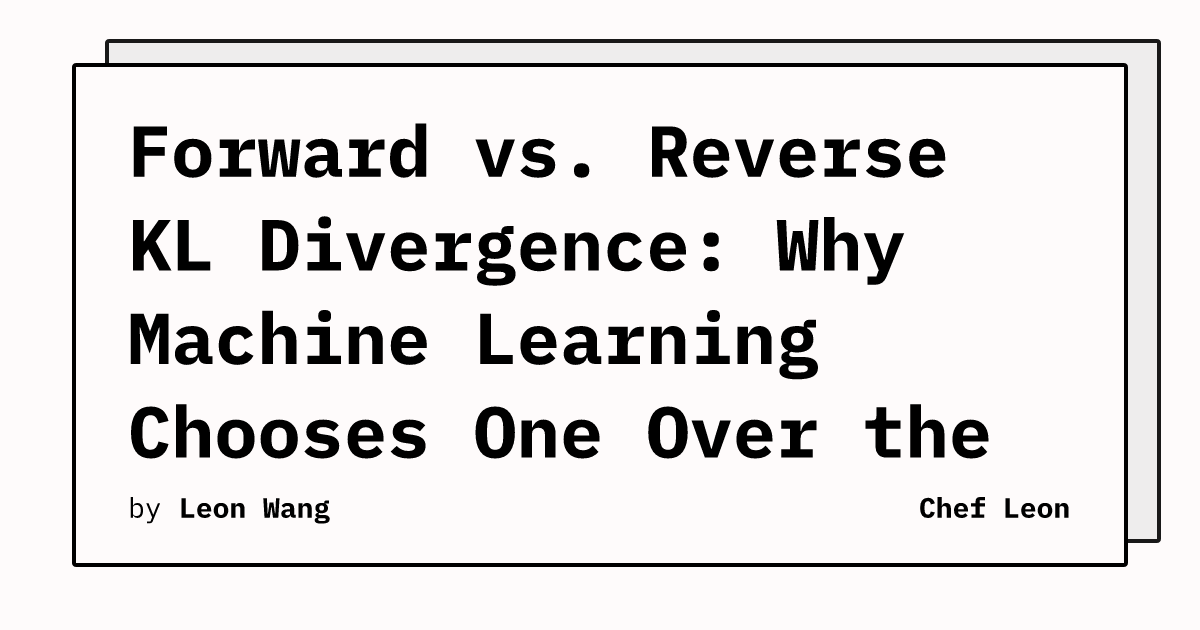 Forward vs. Reverse
KL Divergence: Why
Machine Learning
Chooses One Over the
by Leon Wang
Chef Leon